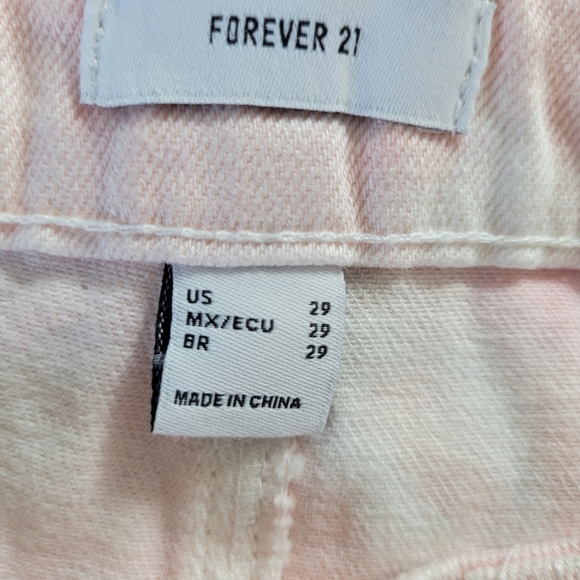 FOREVER 21
US 29
MX/ECU 29
BR 29
MADE IN CHINA